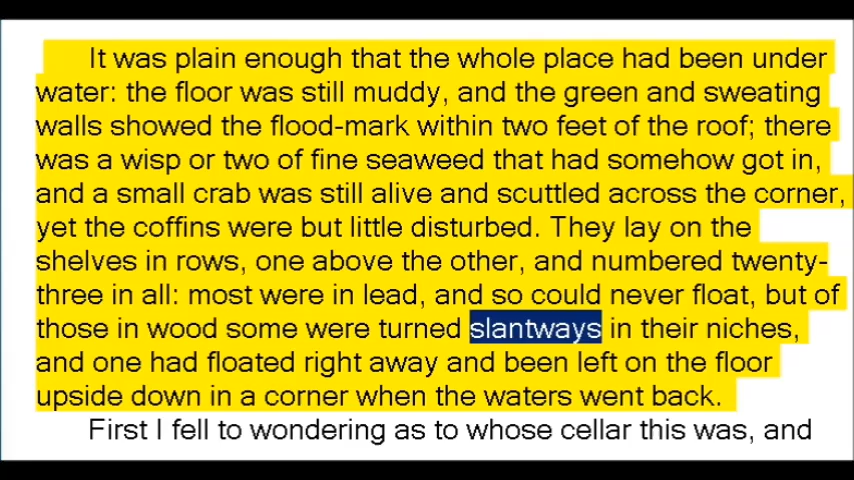 It was plain enough that the whole place had been under
water: the floor was still muddy, and the green and sweating
walls showed the flood-mark within two feet of the roof; there
was a wisp or two of fine seaweed that had somehow got in,
and a small crab was still alive and scuttled across the corner,
yet the coffins were but little disturbed. They lay on the
shelves in rows, one above the other, and numbered twenty-
three in all: most were in lead, and so could never float, but of
those in wood some were turned slantways in their niches,
and one had floated right away and been left on the floor
upside down in a corner when the waters went back.
First I fell to wondering as to whose cellar this was, and